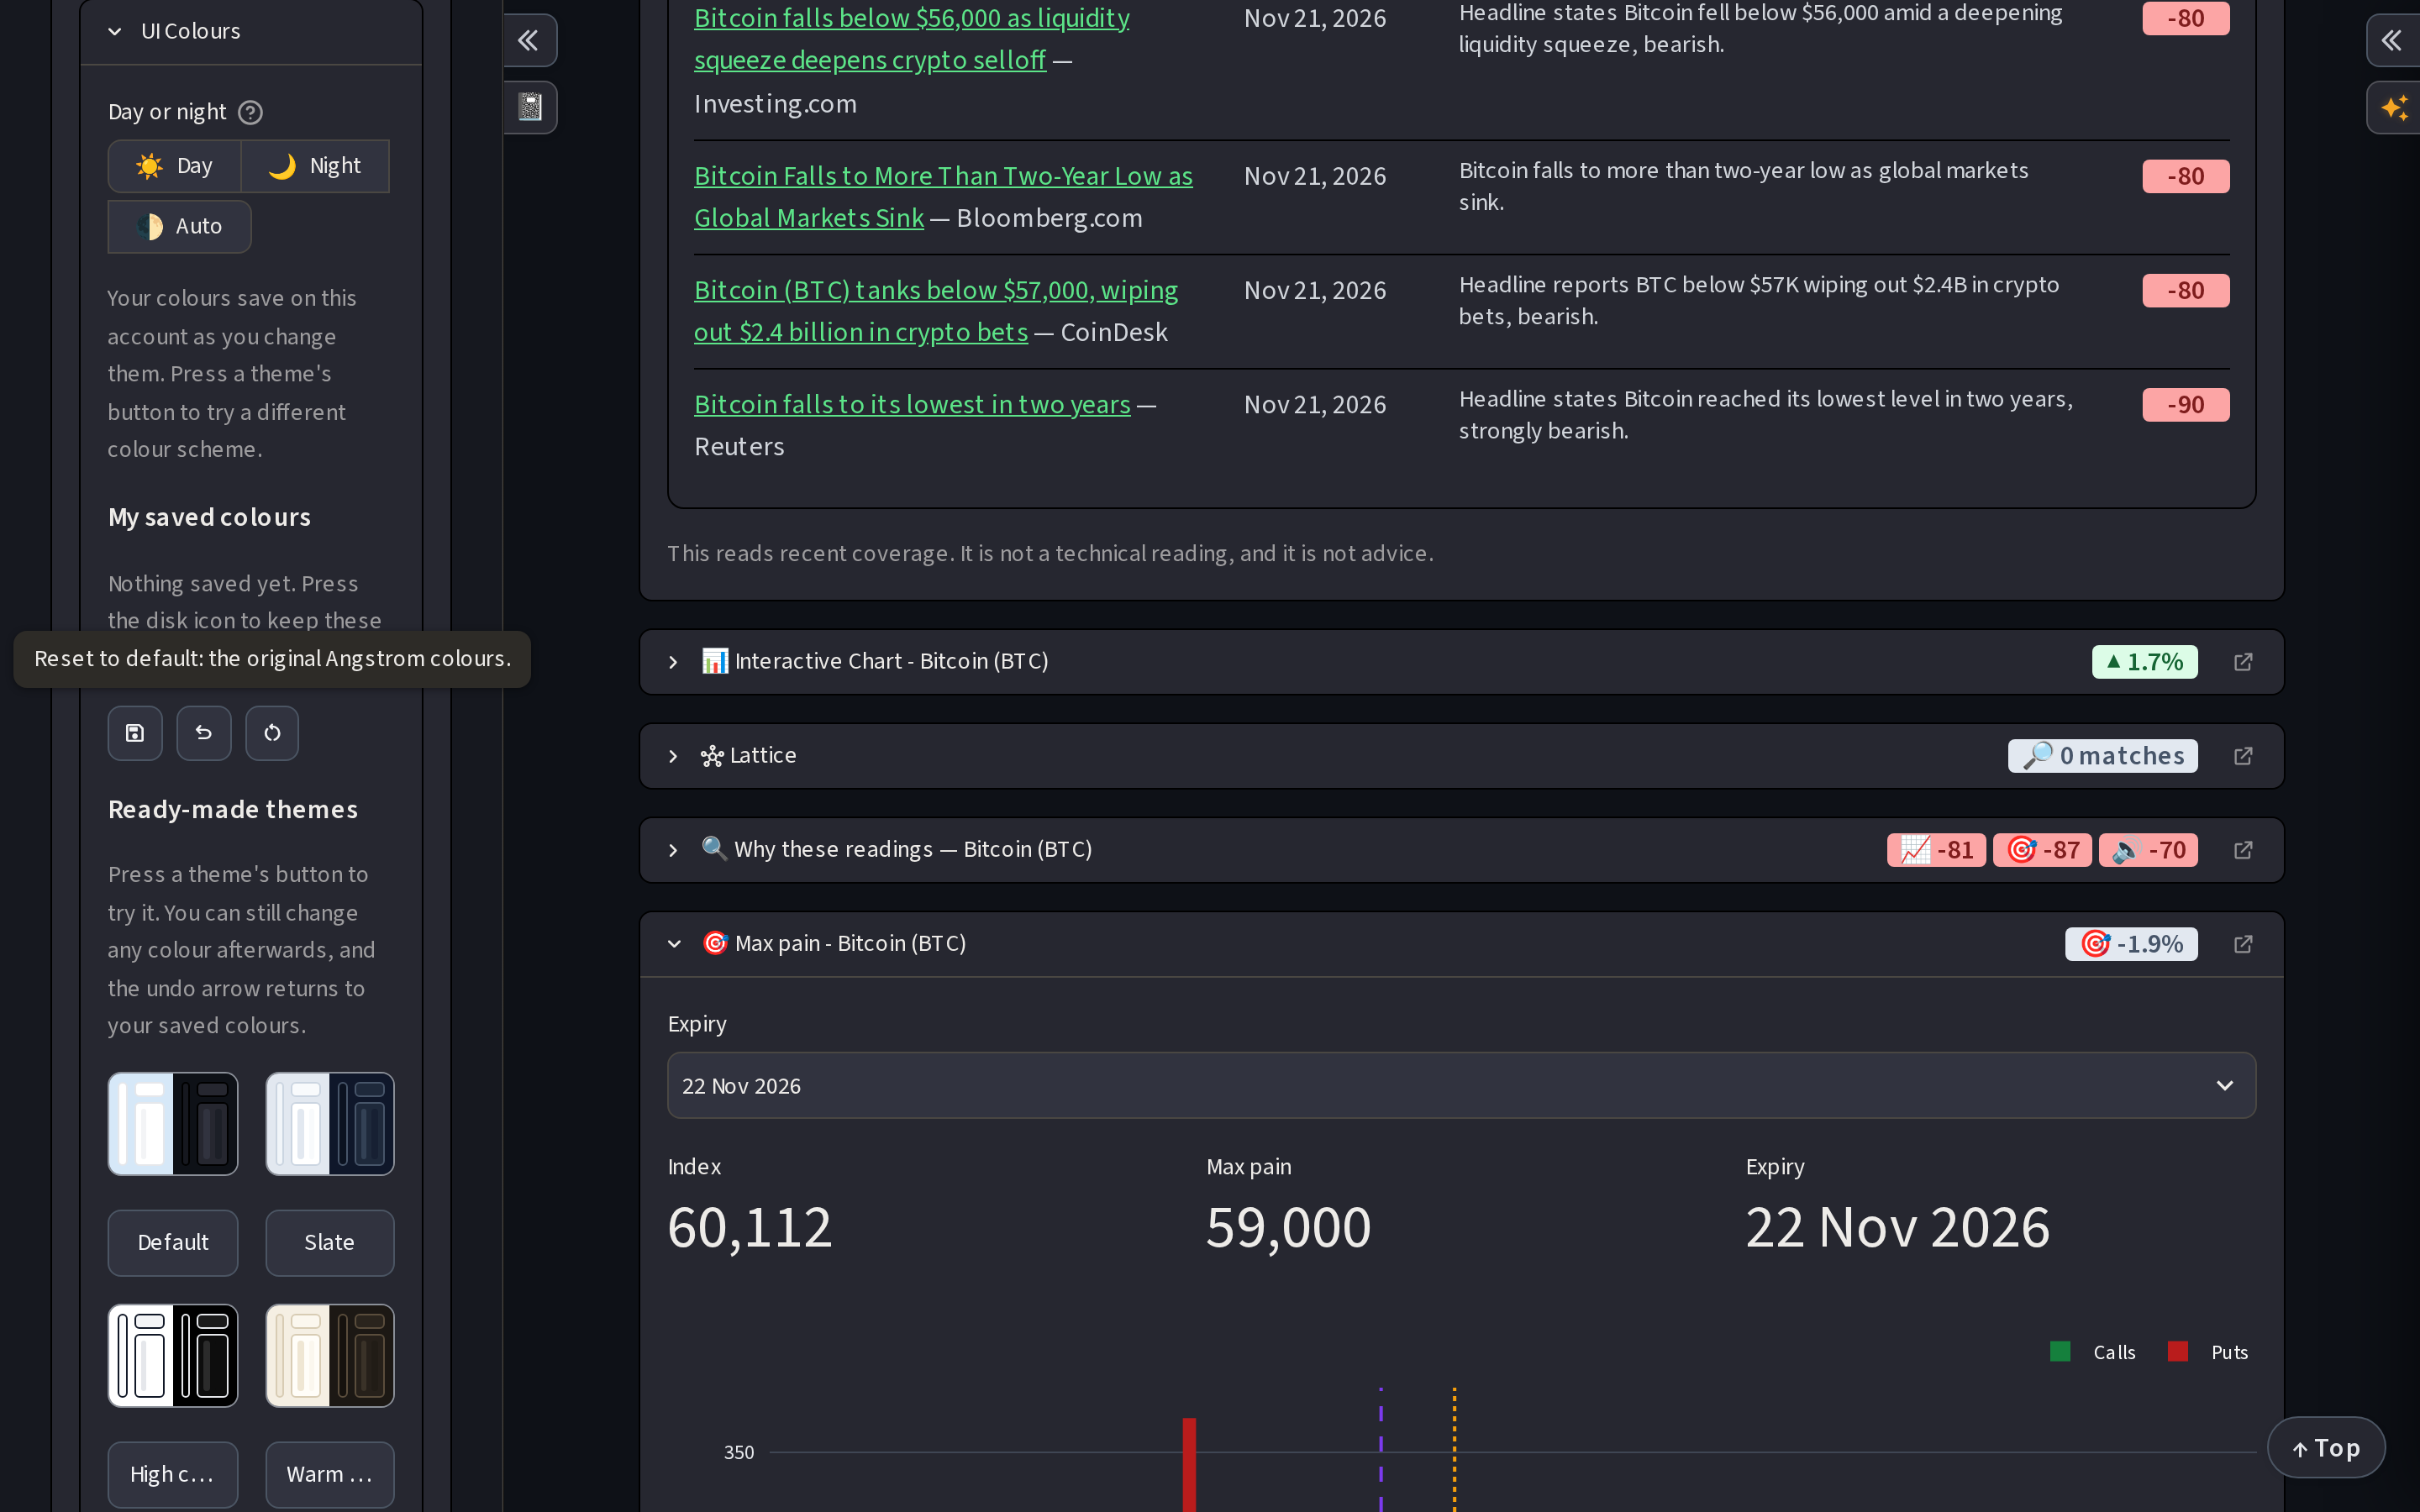 UI Colours
Day or night
Day
Night
Auto
Your colours save on this
account as you change
them. Press a theme's
button to try a different
colour scheme.
My saved colours
Nothing saved yet. Press
the disk icon to keep these
Reset to default: the original Angstrom colours.
Ready-made themes
Press a theme's button to
try it. You can still change
any colour afterwards, and
the undo arrow returns to
your saved colours.
Default
Slate
High c…
Warm …
Bitcoin falls below $56,000 as liquidity
squeeze deepens crypto selloff —
Investing.com
Nov 21, 2026
Headline states Bitcoin fell below $56,000 amid a deepening
liquidity squeeze, bearish.
-80
Bitcoin Falls to More Than Two-Year Low as
Global Markets Sink — Bloomberg.com
Nov 21, 2026
Bitcoin falls to more than two-year low as global markets
sink.
-80
Bitcoin (BTC) tanks below $57,000, wiping
out $2.4 billion in crypto bets — CoinDesk
Nov 21, 2026
Headline reports BTC below $57K wiping out $2.4B in crypto
bets, bearish.
-80
Bitcoin falls to its lowest in two years —
Reuters
Nov 21, 2026
Headline states Bitcoin reached its lowest level in two years,
strongly bearish.
-90
This reads recent coverage. It is not a technical reading, and it is not advice.
Interactive Chart - Bitcoin (BTC)
▲ 1.7%
Lattice
0 matches
Why these readings — Bitcoin (BTC)
-81
-87
-70
Max pain - Bitcoin (BTC)
-1.9%
Expiry
22 Nov 2026
Index
60,112
Max pain
59,000
Expiry
22 Nov 2026
Calls
Puts
350
↑ Top